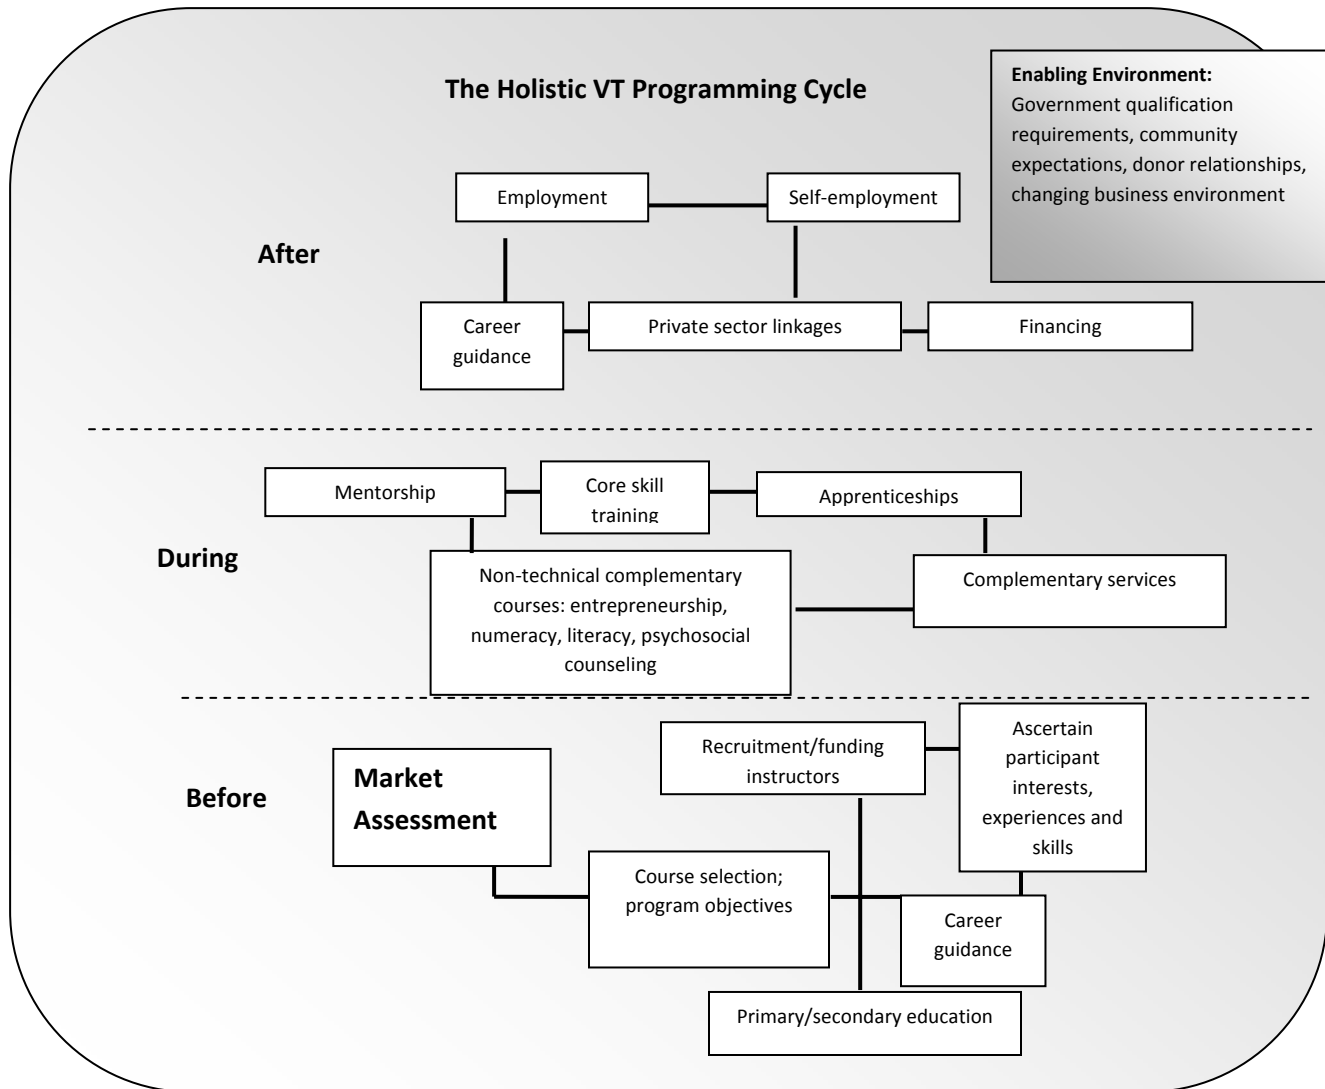 The Holistic VT Programming Cycle
Enabling Environment:
Government qualification
requirements, community
expectations, donor relationships,
changing business environment
Employment
Self-employment
After
Career
guidance
Private sector linkages
Financing
Mentorship
Core skill
training
Apprenticeships
During
Non-technical complementary
courses: entrepreneurship,
numeracy, literacy, psychosocial
counseling
Complementary services
Before
Market
Assessment
Recruitment/funding
instructors
Ascertain
participant
interests,
experiences and
skills
Course selection;
program objectives
Career
guidance
Primary/secondary education